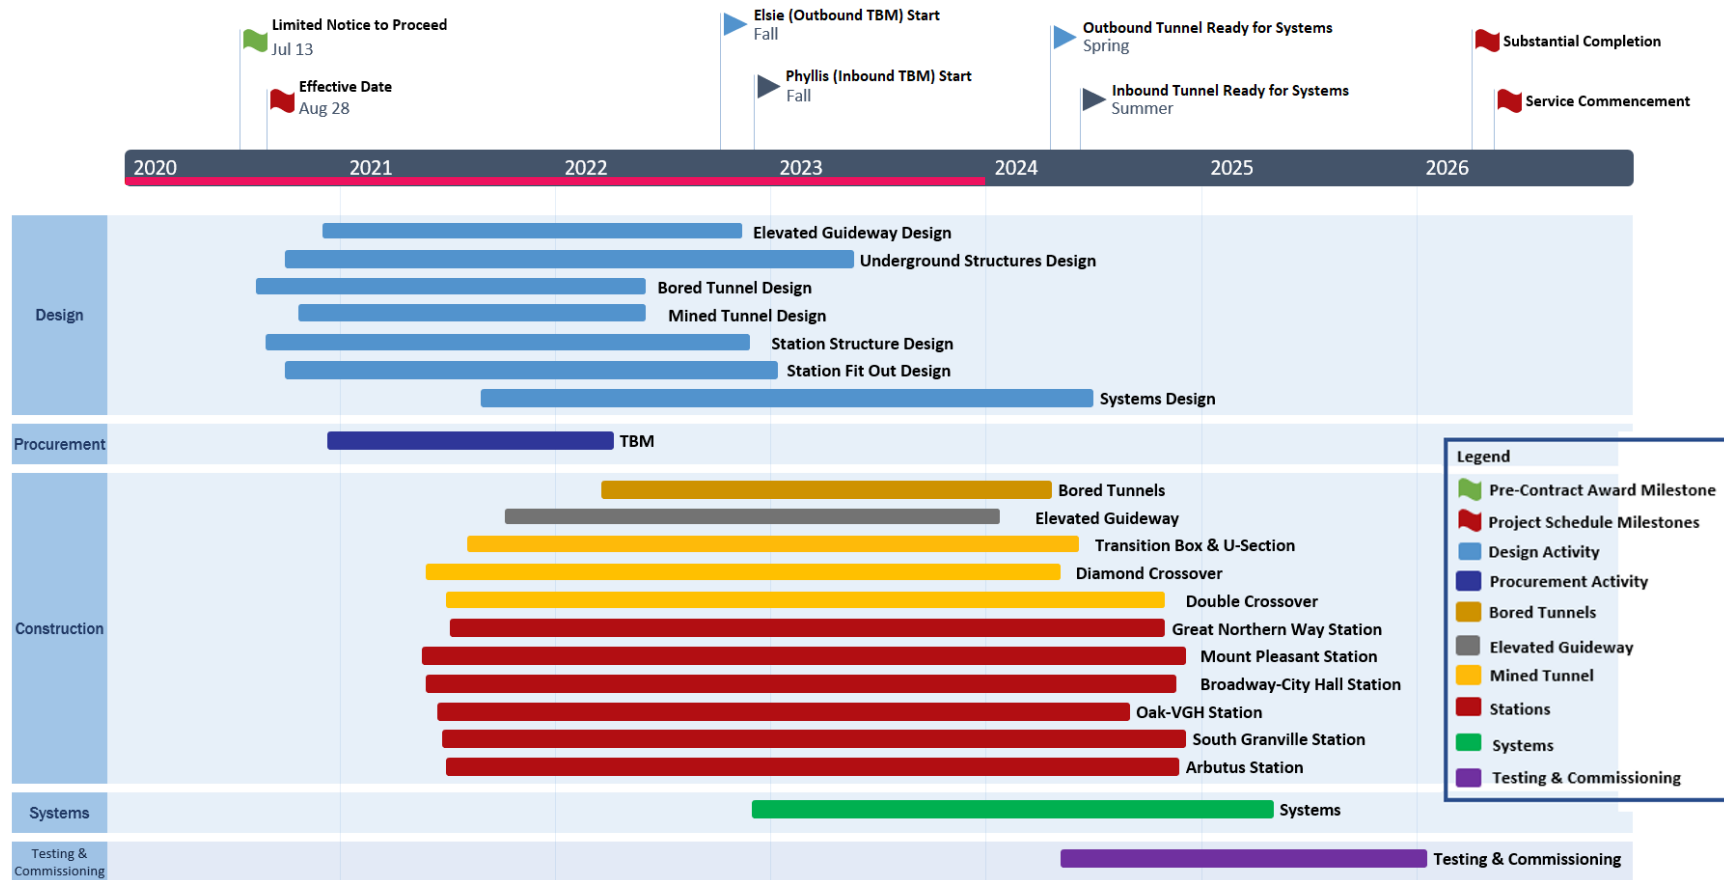 Limited Notice to Proceed
Jul 13
Effective Date
Aug 28
Elsie (Outbound TBM) Start
Fall
Phyllis (Inbound TBM) Start
Fall
Outbound Tunnel Ready for Systems
Spring
Inbound Tunnel Ready for Systems
Summer
Substantial Completion
Service Commencement
2020 2021 2022 2023 2024 2025 2026
Design
Elevated Guideway Design
Underground Structures Design
Bored Tunnel Design
Mined Tunnel Design
Station Structure Design
Station Fit Out Design
Systems Design
Procurement
TBM
Construction
Bored Tunnels
Elevated Guideway
Transition Box & U-Section
Diamond Crossover
Double Crossover
Great Northern Way Station
Mount Pleasant Station
Broadway-City Hall Station
Oak-VGH Station
South Granville Station
Arbutus Station
Systems
Systems
Testing &
Commissioning
Testing & Commissioning
Legend
Pre-Contract Award Milestone
Project Schedule Milestones
Design Activity
Procurement Activity
Bored Tunnels
Elevated Guideway
Mined Tunnel
Stations
Systems
Testing & Commissioning